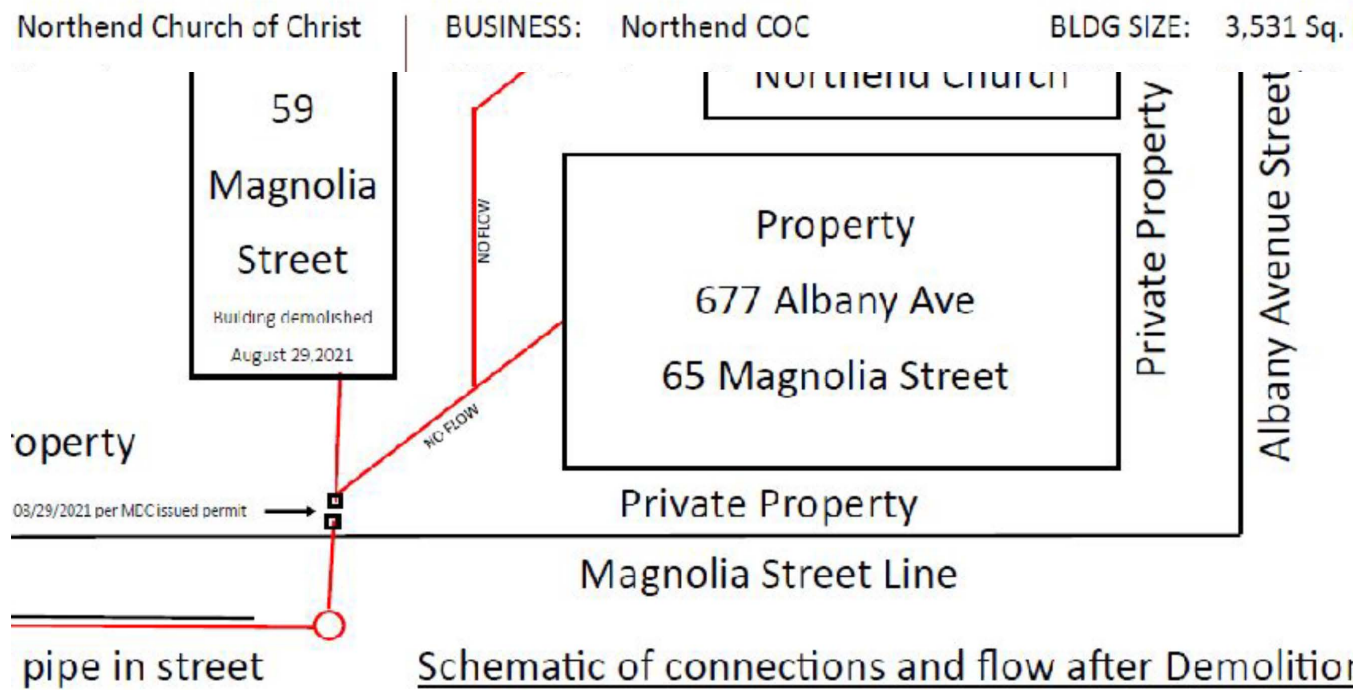 Northend Church of Christ
BUSINESS: Northend COC
BLDG SIZE: 3,531 Sq.
59
Magnolia
Street
Building demolished
August 29,2021
NO FLOW
NO FLOW
Northend Church
Property
677 Albany Ave
65 Magnolia Street
Private Property
Albany Avenue Street
operty
08/29/2021 per MDC issued permit
Private Property
Magnolia Street Line
pipe in street
Schematic of connections and flow after Demolition